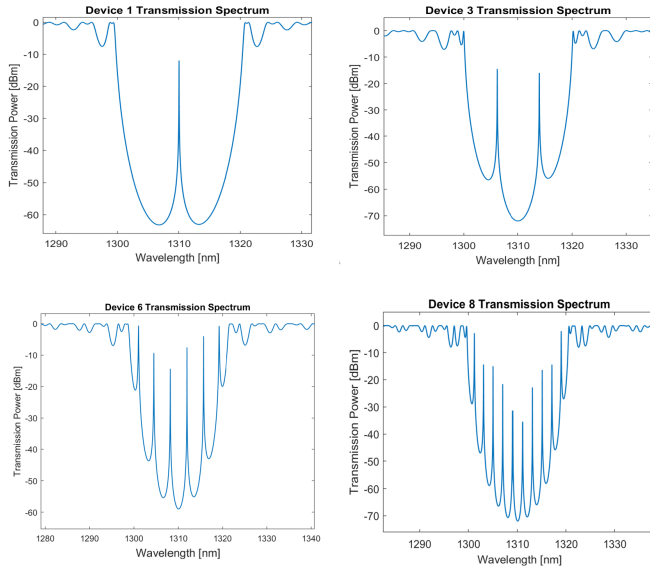 Device 1 Transmission Spectrum
0
-10
-20
-30
-40
-50
-60
Transmission Power [dBm]
1290 1300 1310 1320 1330
Wavelength [nm]
Device 3 Transmission Spectrum
0
-10
-20
-30
-40
-50
-60
-70
Transmission Power [dBm]
1290 1300 1310 1320 1330
Wavelength [nm]
Device 6 Transmission Spectrum
0
-10
-20
-30
-40
-50
-60
Transmission Power [dBm]
1280 1290 1300 1310 1320 1330 1340
Wavelength [nm]
Device 8 Transmission Spectrum
0
-10
-20
-30
-40
-50
-60
-70
Transmission Power [dBm]
1290 1300 1310 1320 1330
Wavelength [nm]